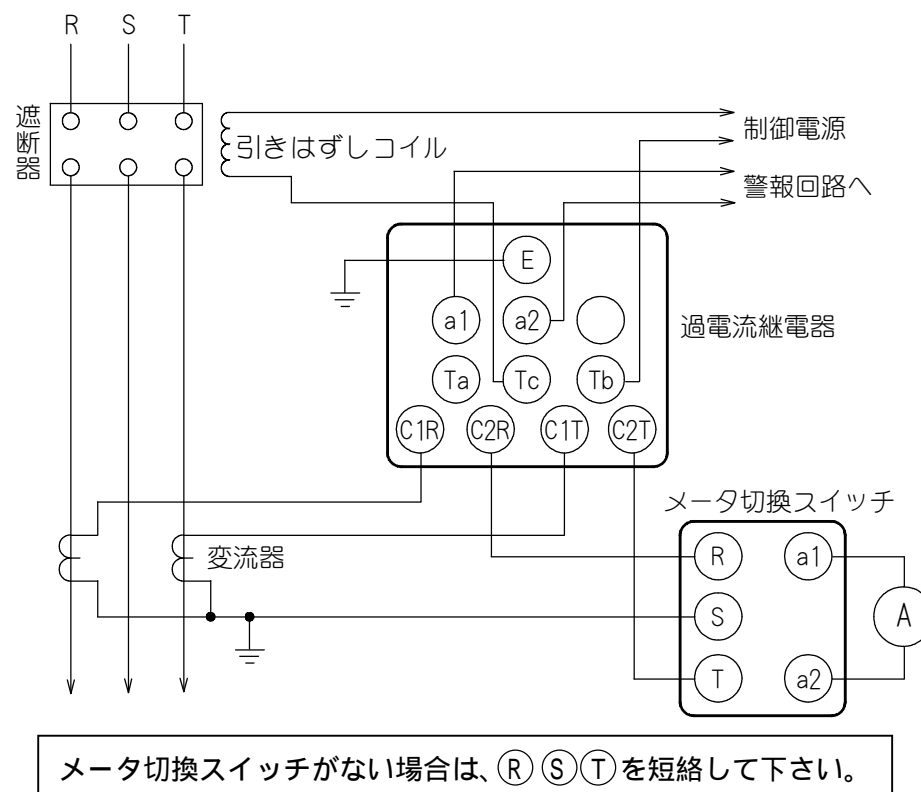 R S T
遮断器
引きはずしコイル
制御電源
警報回路へ
E
a1 a2
過電流継電器
Ta Tc Tb
C1R C2R C1T C2T
メータ切換スイッチ
変流器
R a1
S A
T a2
メータ切換スイッチがない場合は、ⓇⓈⓉを短絡して下さい。